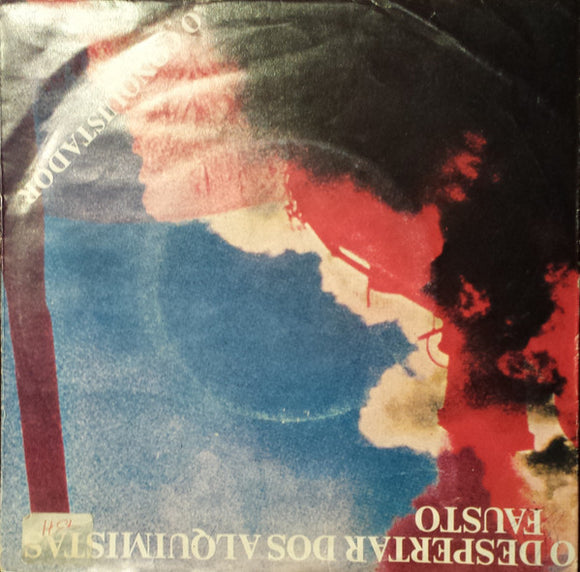 O DESPERTAR DOS ALQUIMISTAS
FAUSTO
O CONQUISTADOR